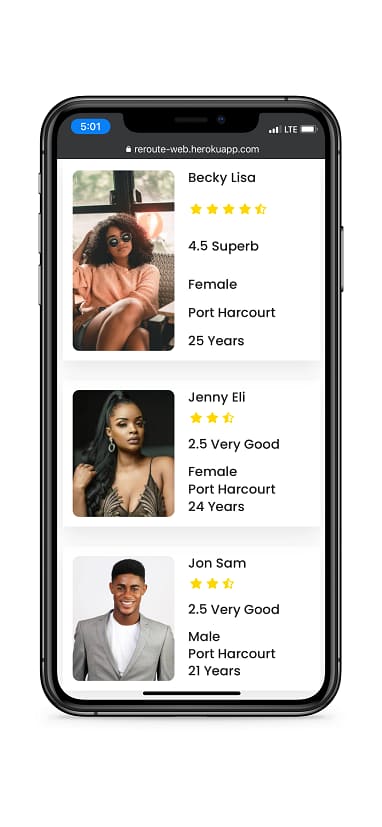 5:01
LTE
reroute-web.herokuapp.com
Becky Lisa
4.5 Superb
Female
Port Harcourt
25 Years
Jenny Eli
2.5 Very Good
Female
Port Harcourt
24 Years
Jon Sam
2.5 Very Good
Male
Port Harcourt
21 Years